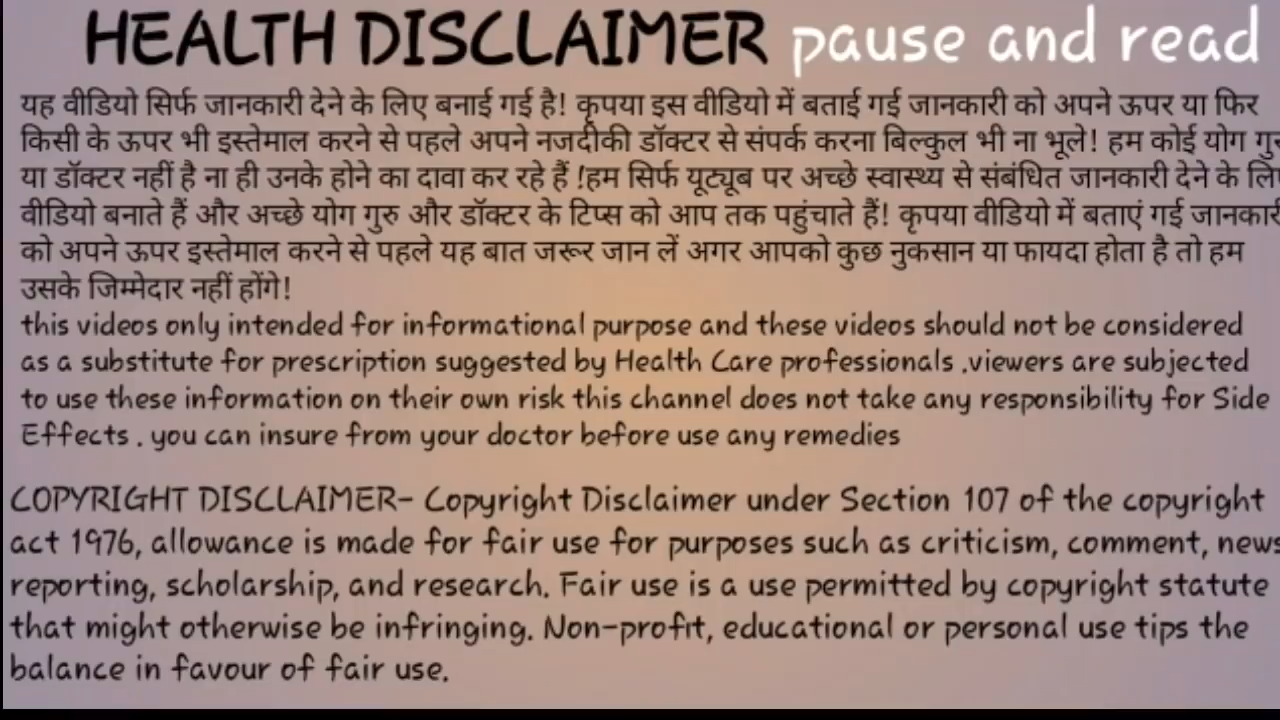 HEALTH DISCLAIMER pause and read
यह वीडियो सिर्फ जानकारी देने के लिए बनाई गई है! कृपया इस वीडियो में बताई गई जानकारी को अपने ऊपर या फिर
किसी के ऊपर भी इस्तेमाल करने से पहले अपने नजदीकी डॉक्टर से संपर्क करना बिल्कुल भी ना भूले! हम कोई योग
या डॉक्टर नहीं है ना ही उनके होने का दावा कर रहे हैं !हम सिर्फ यूट्यूब पर अच्छे स्वास्थ्य से संबंधित जानकारी देने के
वीडियो बनाते हैं और अच्छे योग गुरु और डॉक्टर के टिप्स को आप तक पहुंचाते हैं! कृपया वीडियो में बताएं गई जानकारी
को अपने ऊपर इस्तेमाल करने से पहले यह बात जरूर जान लें अगर आपको कुछ नुकसान या फायदा होता है तो हम
उसके जिम्मेदार नहीं होंगे!
this videos only intended for informational purpose and these videos should not be considered
as a substitute for prescription suggested by Health Care professionals .viewers are subjected
to use these information on their own risk this channel does not take any responsibility for Side
Effects . you can insure from your doctor before use any remedies
COPYRIGHT DISCLAIMER- Copyright Disclaimer under Section 107 of the copyright
act 1976, allowance is made for fair use for purposes such as criticism, comment, news
reporting, scholarship, and research. Fair use is a use permitted by copyright statute
that might otherwise be infringing. Non-profit, educational or personal use tips the
balance in favour of fair use.